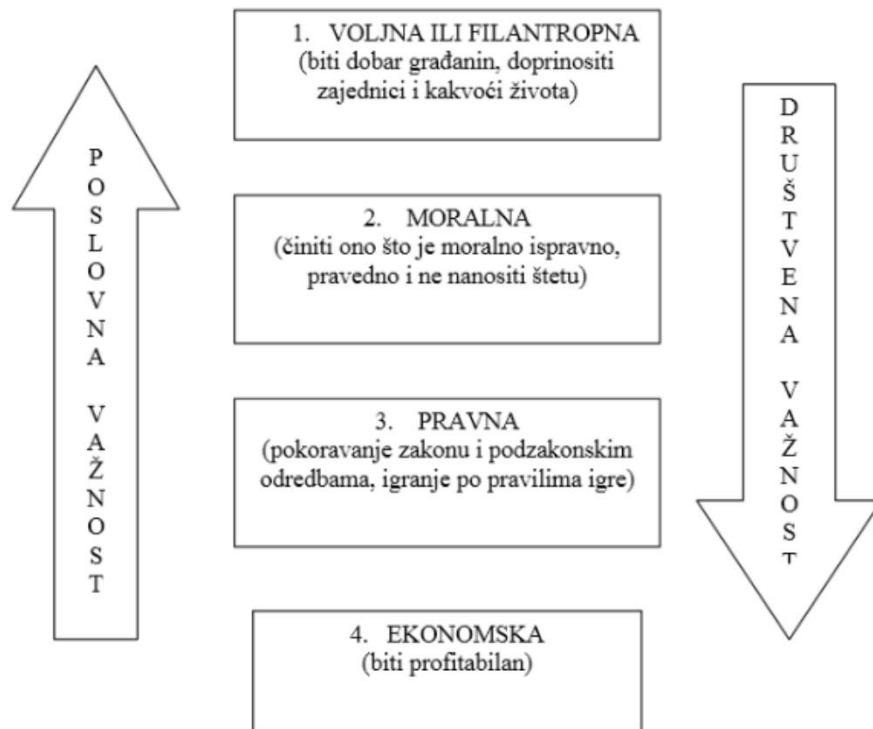 1. VOLJNA ILI FILANTROPNA
(biti dobar građanin, doprinositi
zajednici i kakvoći života)
POSLOVNA VAŽNOST
2. MORALNA
(činiti ono što je moralno ispravno,
pravedno i ne nanositi štetu)
DRUŠTVENA VAŽNOST
3. PRAVNA
(pokoravanje zakonu i podzakonskim
odredbama, igranje po pravilima igre)
4. EKONOMSKA
(biti profitabilan)